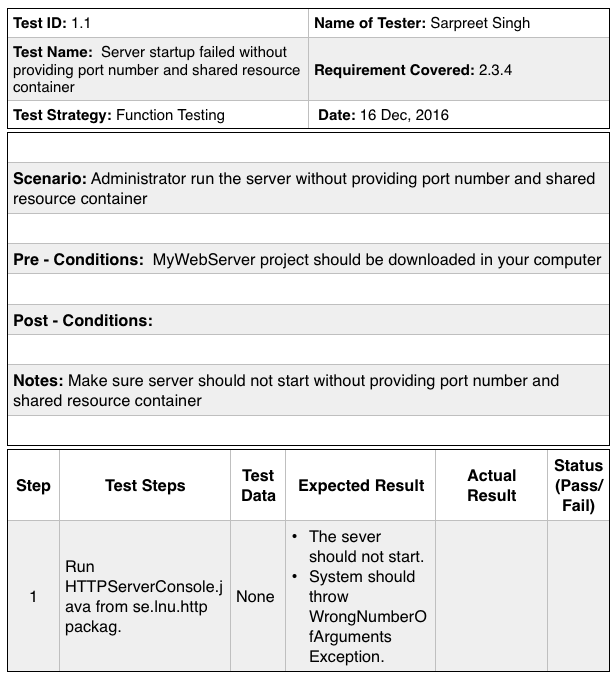 Test ID: 1.1
Name of Tester: Sarpreet Singh
Test Name:  Server startup failed without
providing port number and shared resource
container
Requirement Covered: 2.3.4
Test Strategy: Function Testing
Date: 16 Dec, 2016
Scenario: Administrator run the server without providing port number and shared
resource container
Pre - Conditions:  MyWebServer project should be downloaded in your computer
Post - Conditions:
Notes: Make sure server should not start without providing port number and
shared resource container
Step
Test Steps
Test
Data
Expected Result
Actual
Result
Status
(Pass/
Fail)
1
Run
HTTPServerConsole.j
ava from se.lnu.http
packag.
None
• The sever
should not start.
• System should
throw
WrongNumberO
fArguments
Exception.